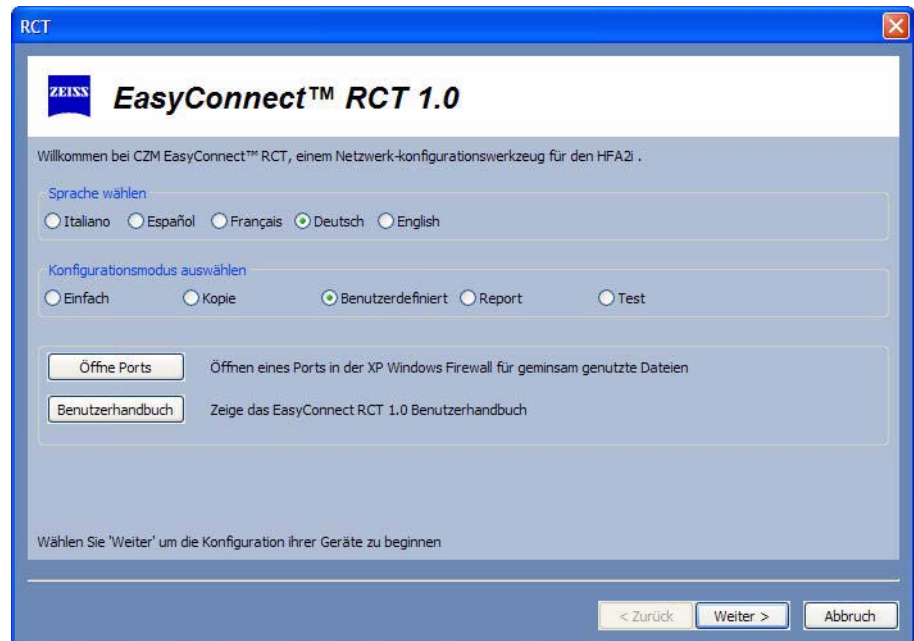 RCT
ZEISS
EasyConnect™ RCT 1.0
Willkommen bei CZM EasyConnect™ RCT, einem Netzwerk-konfigurationswerkzeug für den HFA2i .
Sprache wählen
Italiano Español Français Deutsch English
Konfigurationsmodus auswählen
Einfach Kopie Benutzerdefiniert Report Test
Öffne Ports Öffnen eines Ports in der XP Windows Firewall für geminsam genutzte Dateien
Benutzerhandbuch Zeige das EasyConnect RCT 1.0 Benutzerhandbuch
Wählen Sie 'Weiter' um die Konfiguration ihrer Geräte zu beginnen
< Zurück Weiter > Abbruch